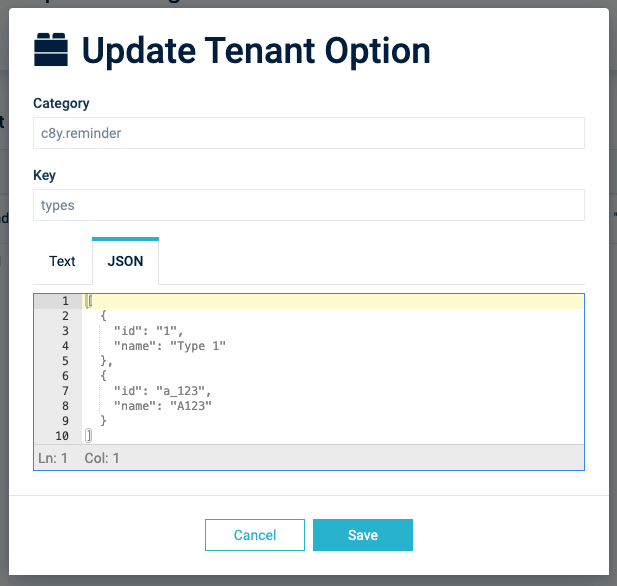 Update Tenant Option
Category
c8y.reminder
Key
types
Text JSON
1 [
2 {
3 "id": "1",
4 "name": "Type 1"
5 },
6 {
7 "id": "a_123",
8 "name": "A123"
9 }
10 ]
Ln: 1 Col: 1
Cancel Save